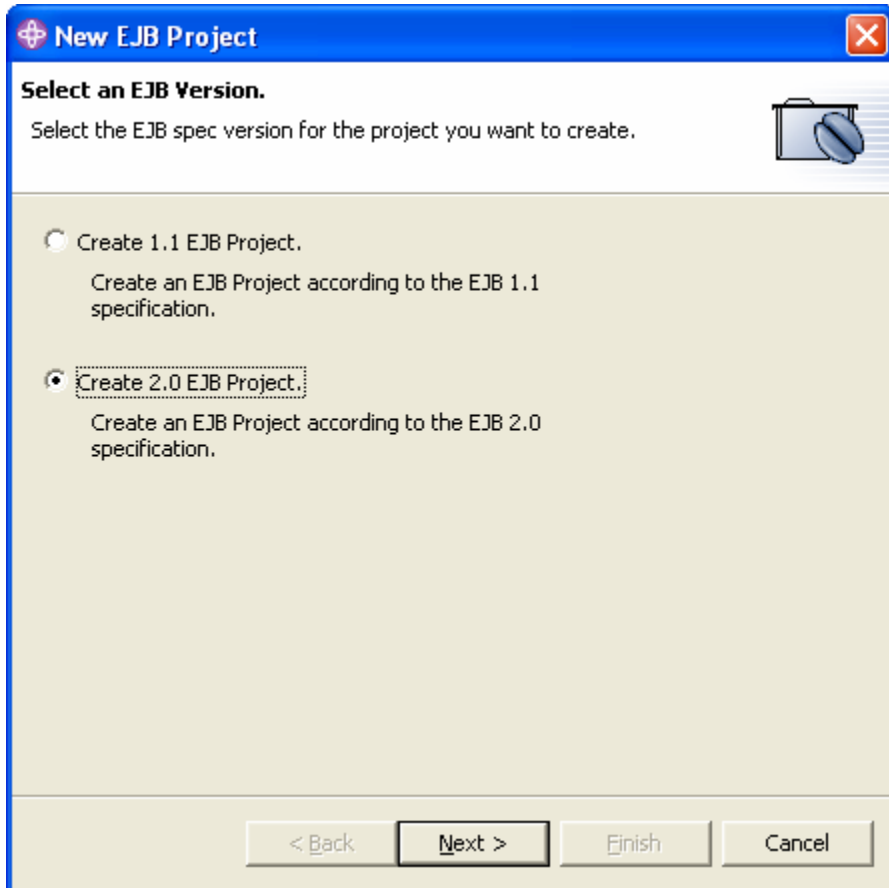 New EJB Project
Select an EJB Version.
Select the EJB spec version for the project you want to create.
Create 1.1 EJB Project.
Create an EJB Project according to the EJB 1.1
specification.
Create 2.0 EJB Project.
Create an EJB Project according to the EJB 2.0
specification.
< Back
Next >
Finish
Cancel